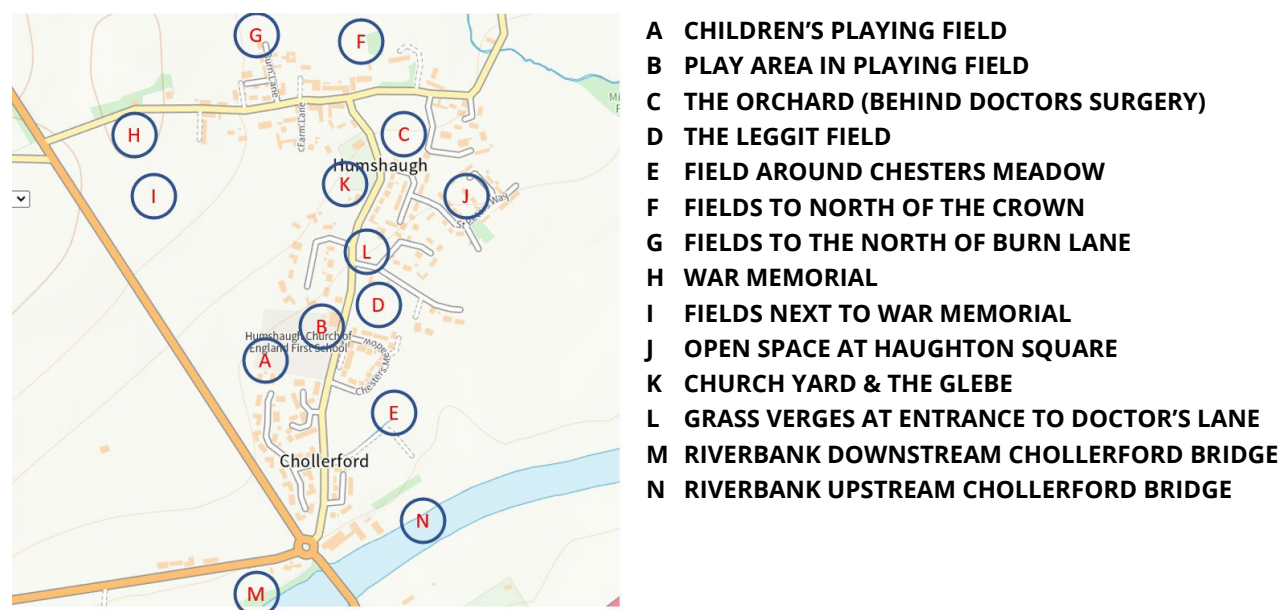 G
F
Burn Lane
Farm Lane
H
C
Humshaugh
K
I
J
St Peter's Way
L
D
B
Humshaugh Church of
England First School
A
Chesters Meadow
E
Chollerford
N
M
A CHILDREN’S PLAYING FIELD
B PLAY AREA IN PLAYING FIELD
C THE ORCHARD (BEHIND DOCTORS SURGERY)
D THE LEGGIT FIELD
E FIELD AROUND CHESTERS MEADOW
F FIELDS TO NORTH OF THE CROWN
G FIELDS TO THE NORTH OF BURN LANE
H WAR MEMORIAL
I FIELDS NEXT TO WAR MEMORIAL
J OPEN SPACE AT HAUGHTON SQUARE
K CHURCH YARD & THE GLEBE
L GRASS VERGES AT ENTRANCE TO DOCTOR’S LANE
M RIVERBANK DOWNSTREAM CHOLLERFORD BRIDGE
N RIVERBANK UPSTREAM CHOLLERFORD BRIDGE